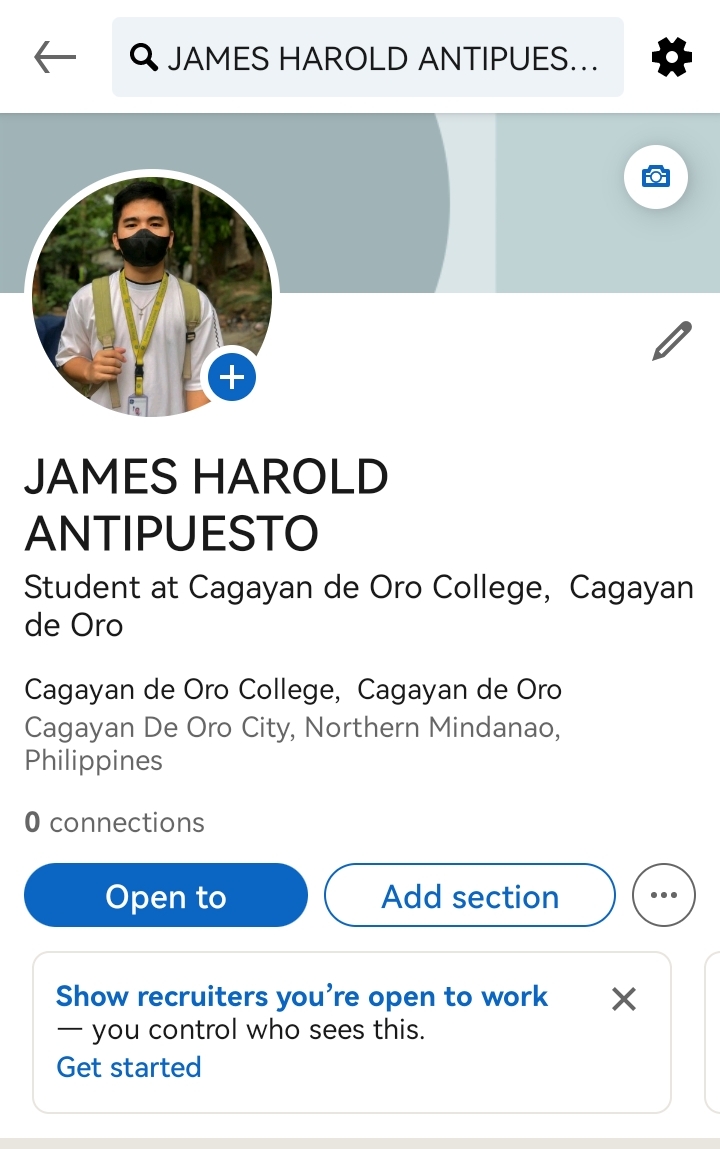 JAMES HAROLD ANTIPUES...
JAMES HAROLD
ANTIPUESTO
Student at Cagayan de Oro College,  Cagayan
de Oro
Cagayan de Oro College,  Cagayan de Oro
Cagayan De Oro City, Northern Mindanao,
Philippines
0 connections
Open to
Add section
Show recruiters you’re open to work
— you control who sees this.
Get started